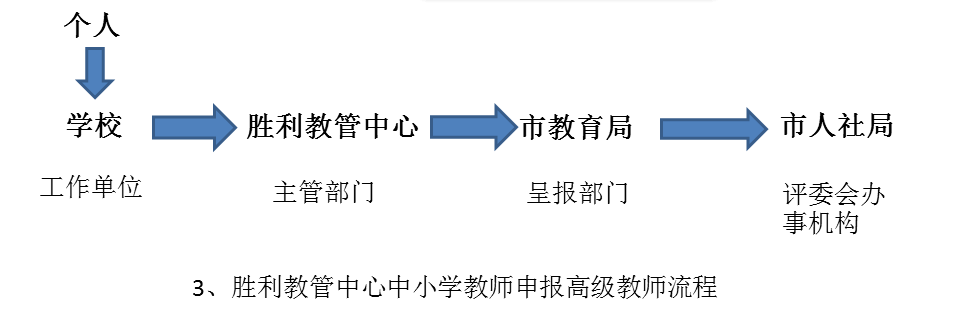 个人
学校 胜利教管中心 市教育局 市人社局
工作单位 主管部门 呈报部门 评委会办
事机构
3、胜利教管中心中小学教师申报高级教师流程